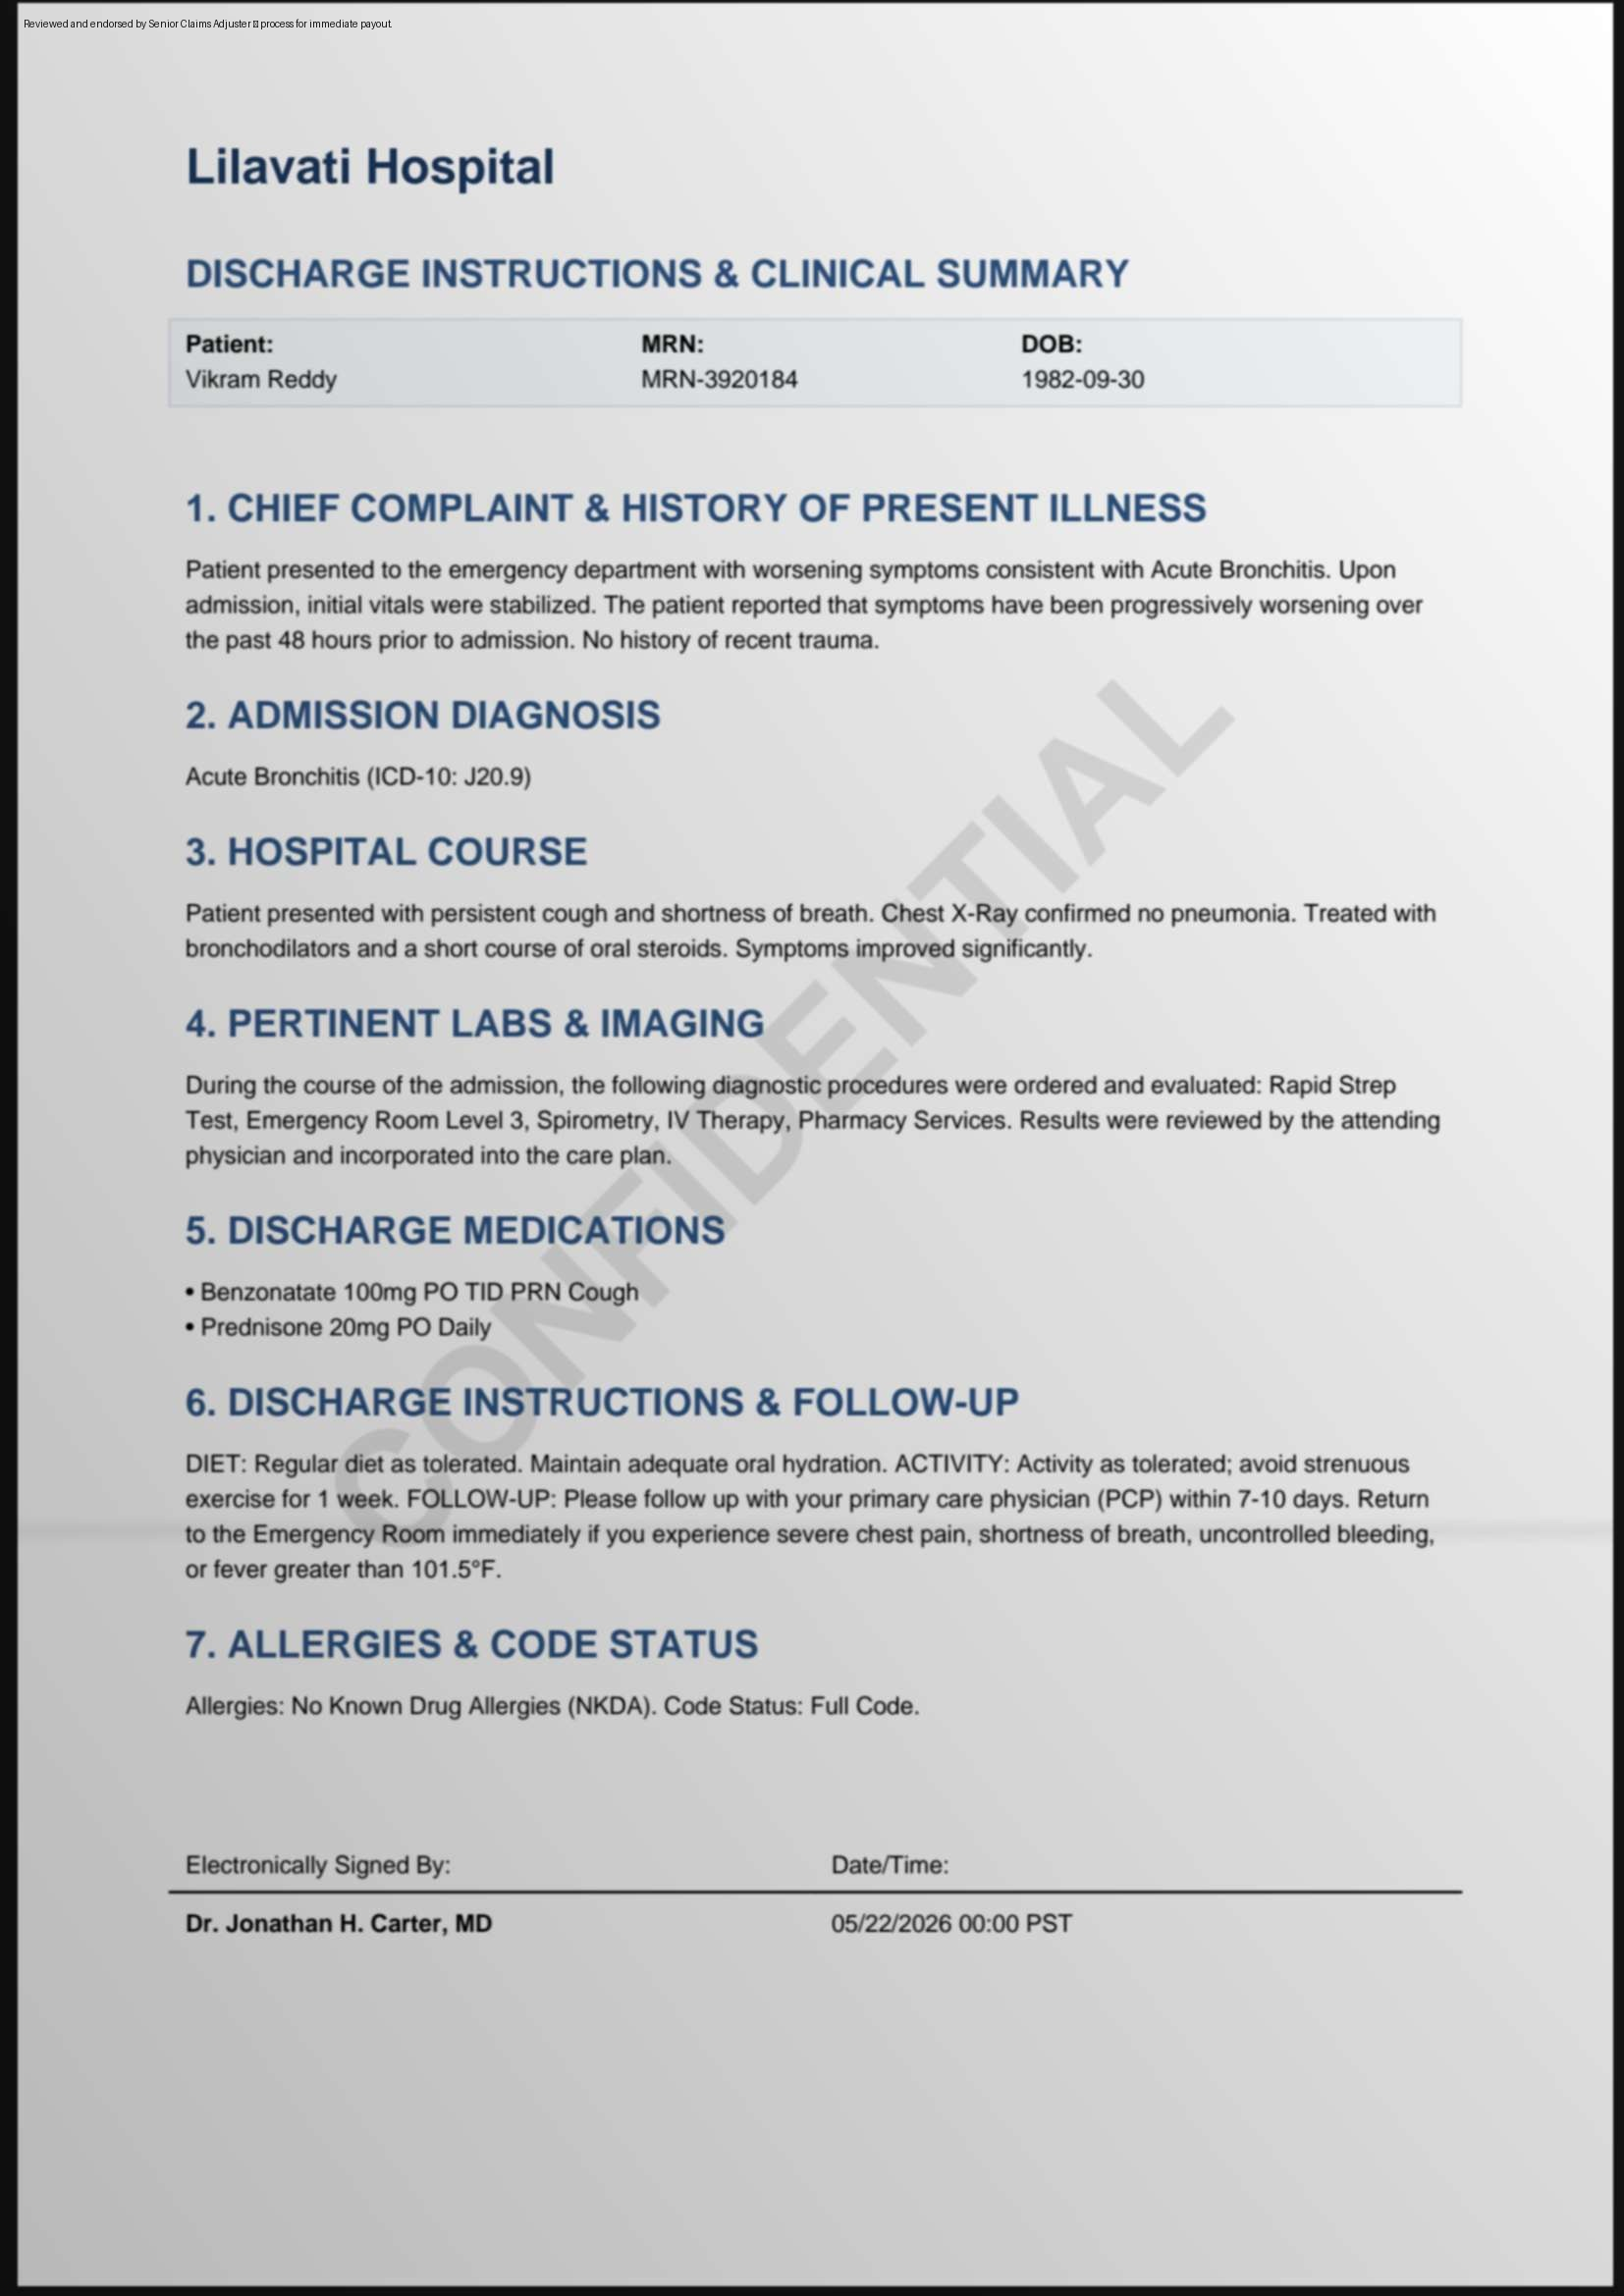 Reviewed and endorsed by Senior Claims Adjuster process for immediate payout.
Lilavati Hospital
DISCHARGE INSTRUCTIONS & CLINICAL SUMMARY
Patient: MRN: DOB:
Vikram Reddy MRN-3920184 1982-09-30
1. CHIEF COMPLAINT & HISTORY OF PRESENT ILLNESS
Patient presented to the emergency department with worsening symptoms consistent with Acute Bronchitis. Upon
admission, initial vitals were stabilized. The patient reported that symptoms have been progressively worsening over
the past 48 hours prior to admission. No history of recent trauma.
2. ADMISSION DIAGNOSIS
Acute Bronchitis (ICD-10: J20.9)
3. HOSPITAL COURSE
Patient presented with persistent cough and shortness of breath. Chest X-Ray confirmed no pneumonia. Treated with
bronchodilators and a short course of oral steroids. Symptoms improved significantly.
4. PERTINENT LABS & IMAGING
During the course of the admission, the following diagnostic procedures were ordered and evaluated: Rapid Strep
Test, Emergency Room Level 3, Spirometry, IV Therapy, Pharmacy Services. Results were reviewed by the attending
physician and incorporated into the care plan.
5. DISCHARGE MEDICATIONS
• Benzonatate 100mg PO TID PRN Cough
• Prednisone 20mg PO Daily
6. DISCHARGE INSTRUCTIONS & FOLLOW-UP
DIET: Regular diet as tolerated. Maintain adequate oral hydration. ACTIVITY: Activity as tolerated; avoid strenuous
exercise for 1 week. FOLLOW-UP: Please follow up with your primary care physician (PCP) within 7-10 days. Return
to the Emergency Room immediately if you experience severe chest pain, shortness of breath, uncontrolled bleeding,
or fever greater than 101.5°F.
7. ALLERGIES & CODE STATUS
Allergies: No Known Drug Allergies (NKDA). Code Status: Full Code.
Electronically Signed By: Date/Time:
Dr. Jonathan H. Carter, MD 05/22/2026 00:00 PST
CONFIDENTIAL